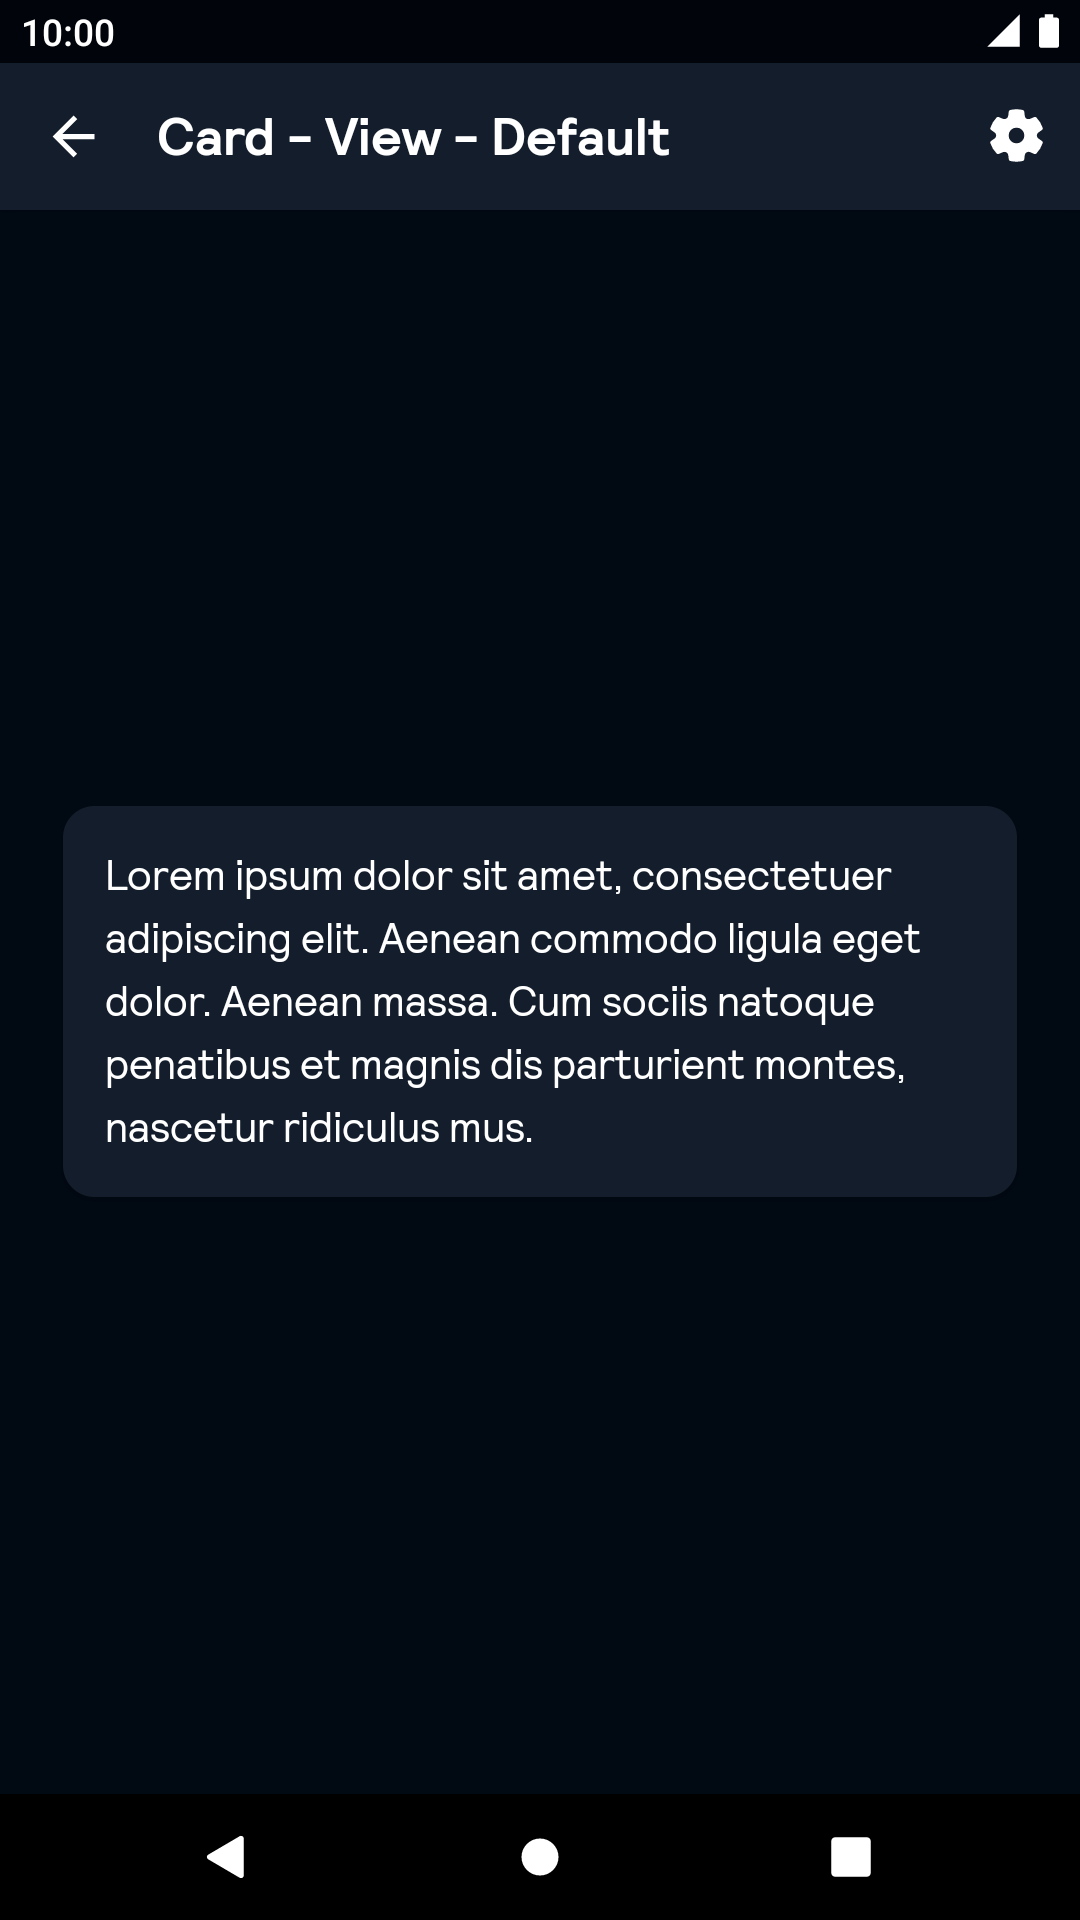 10:00
Card - View - Default
Lorem ipsum dolor sit amet, consectetuer
adipiscing elit. Aenean commodo ligula eget
dolor. Aenean massa. Cum sociis natoque
penatibus et magnis dis parturient montes,
nascetur ridiculus mus.